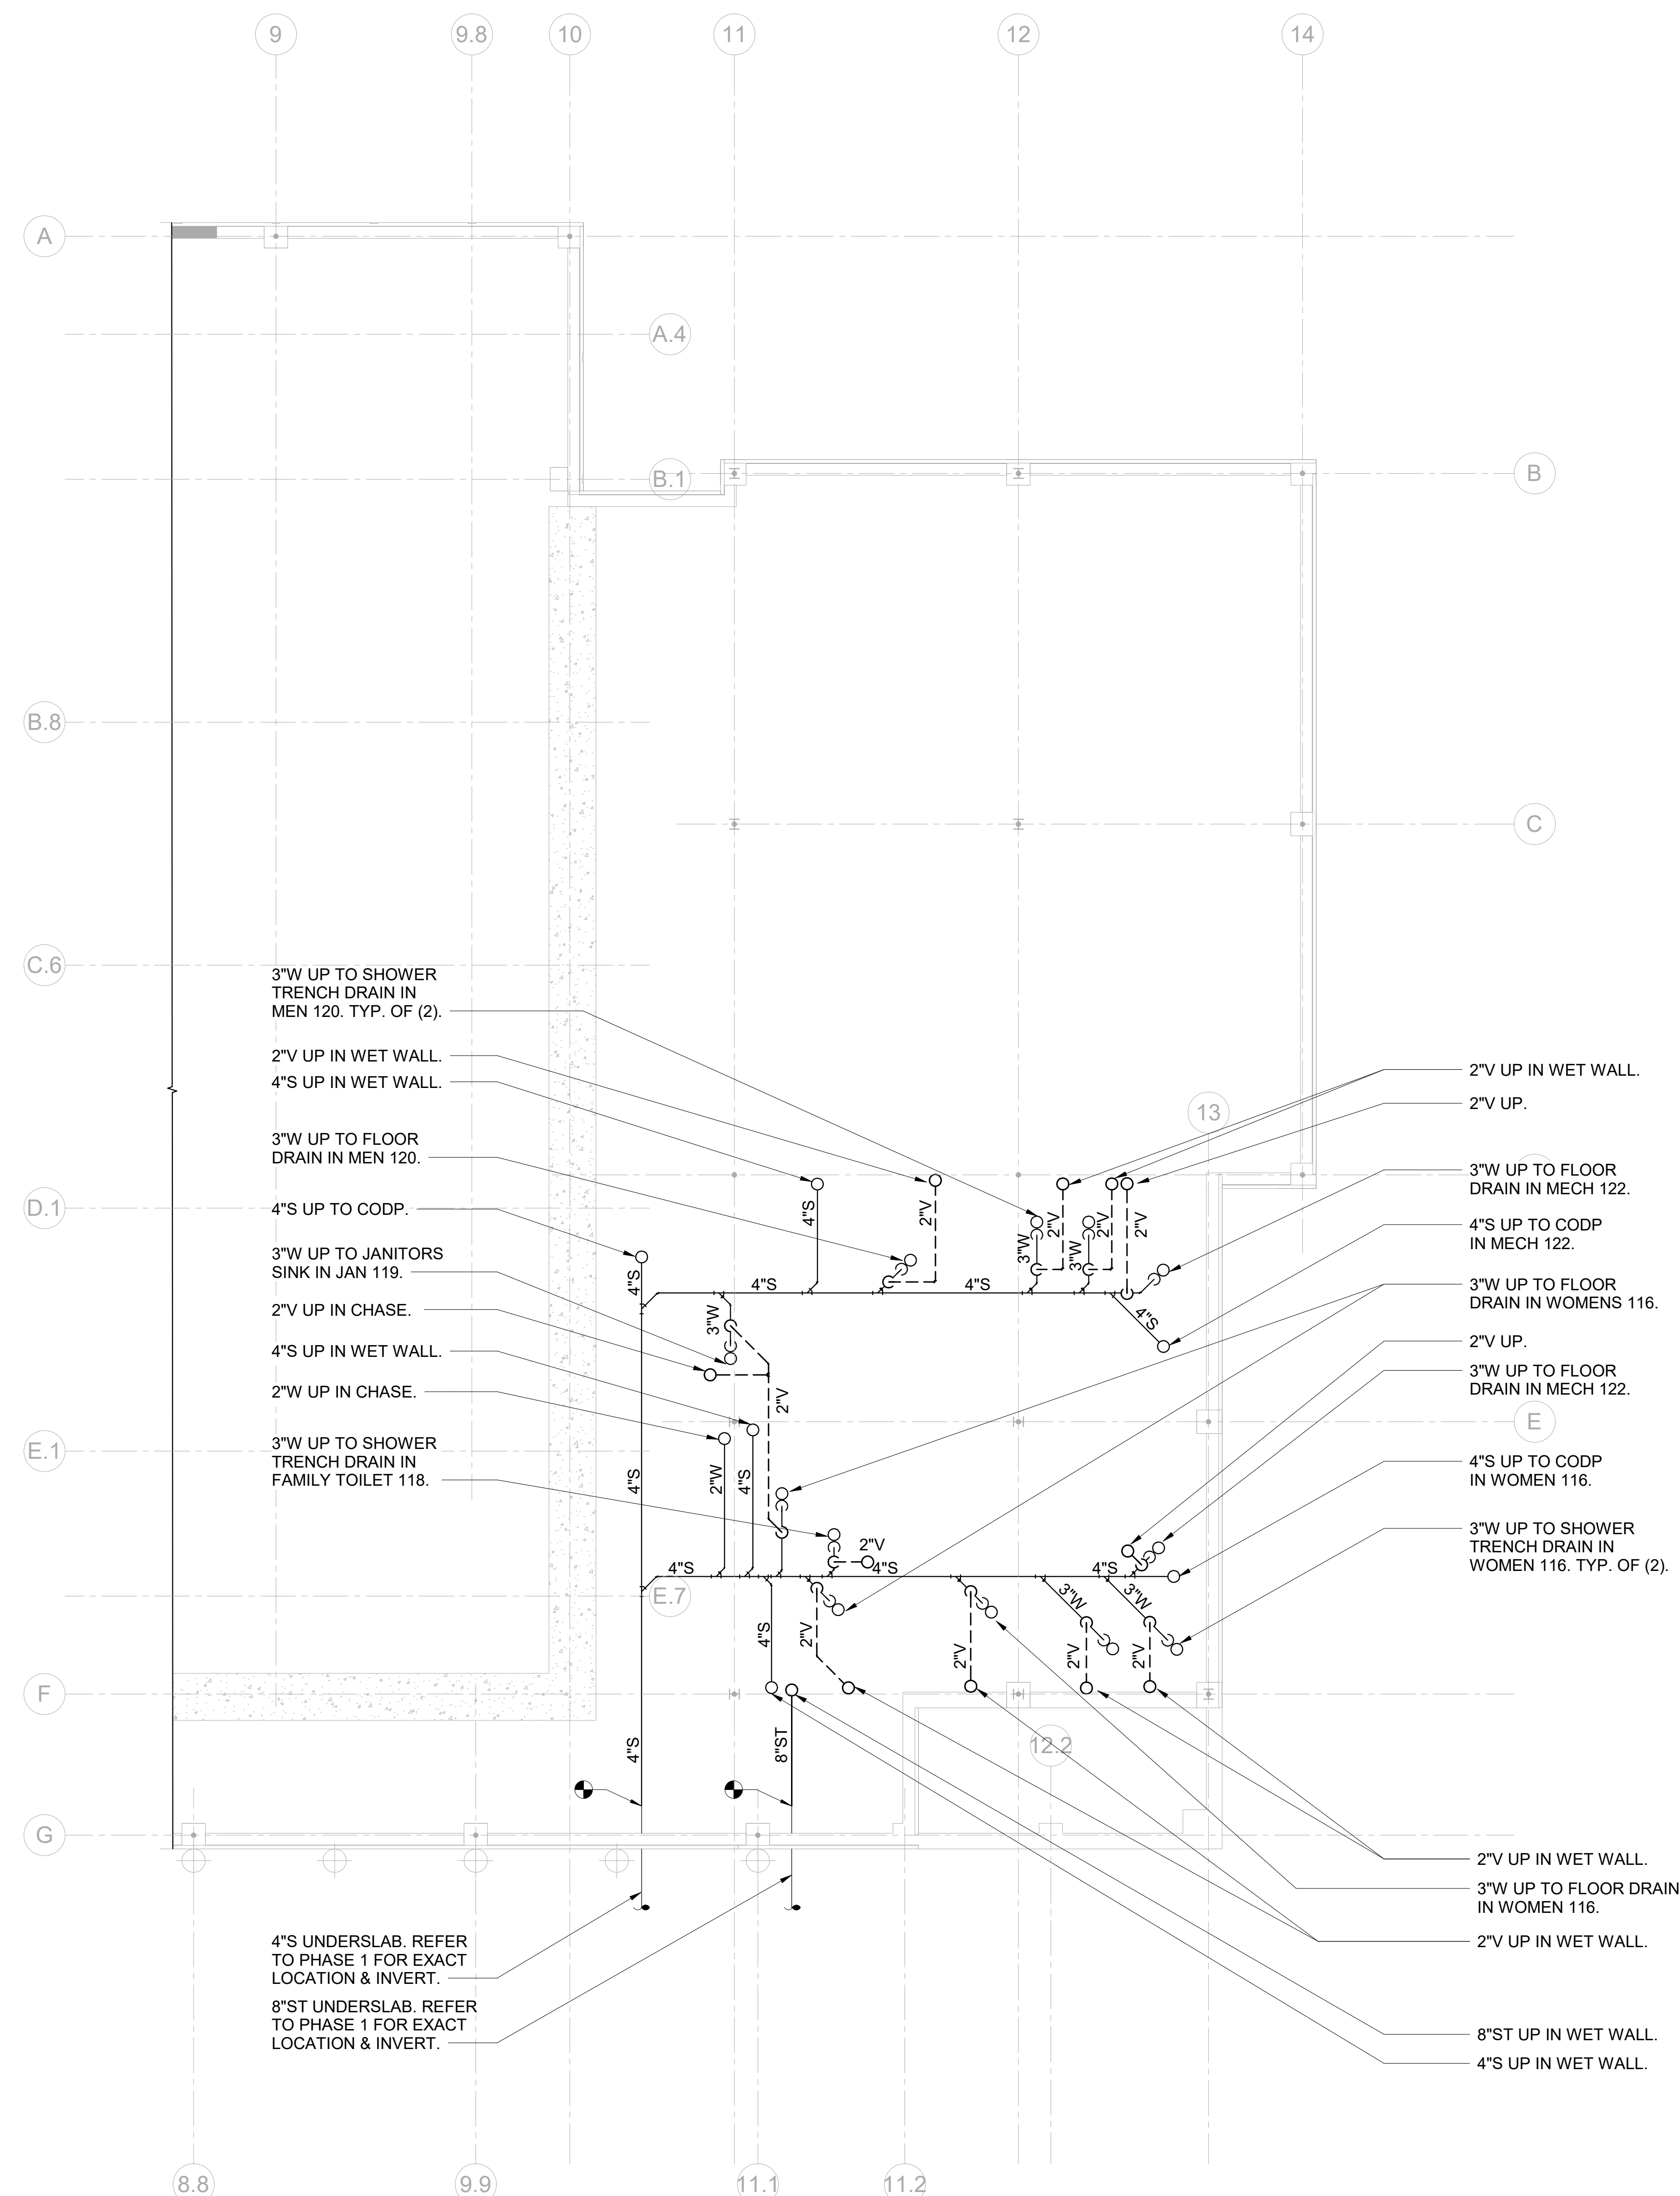 9
9.8
10
11
12
14
A
A.4
B.1
B
B.8
C
C.6
3"W UP TO SHOWER
TRENCH DRAIN IN
MEN 120. TYP. OF (2).
2"V UP IN WET WALL.
4"S UP IN WET WALL.
3"W UP TO FLOOR
DRAIN IN MEN 120.
D.1
4"S UP TO CODP.
3"W UP TO JANITORS
SINK IN JAN 119.
2"V UP IN CHASE.
4"S UP IN WET WALL.
2"W UP IN CHASE.
E.1
3"W UP TO SHOWER
TRENCH DRAIN IN
FAMILY TOILET 118.
2"V UP IN WET WALL.
2"V UP.
13
3"W UP TO FLOOR
DRAIN IN MECH 122.
4"S UP TO CODP
IN MECH 122.
3"W UP TO FLOOR
DRAIN IN WOMENS 116.
2"V UP.
3"W UP TO FLOOR
DRAIN IN MECH 122.
E
4"S UP TO CODP
IN WOMEN 116.
3"W UP TO SHOWER
TRENCH DRAIN IN
WOMEN 116. TYP. OF (2).
4"S
2"V
3"W
2"V
3"W
2"V
2"V
4"S
4"S
4"S
4"S
3"W
2"V
4"S
2"W
4"S
2"V
4"S
4"S
4"S
E.7
3"W
3"W
4"S
2"V
2"V
2"V
2"V
F
4"S
8"ST
12.2
G
2"V UP IN WET WALL.
3"W UP TO FLOOR DRAIN
IN WOMEN 116.
2"V UP IN WET WALL.
4"S UNDERSLAB. REFER
TO PHASE 1 FOR EXACT
LOCATION & INVERT.
8"ST UNDERSLAB. REFER
TO PHASE 1 FOR EXACT
LOCATION & INVERT.
8"ST UP IN WET WALL.
4"S UP IN WET WALL.
8.8
9.9
11.1
11.2